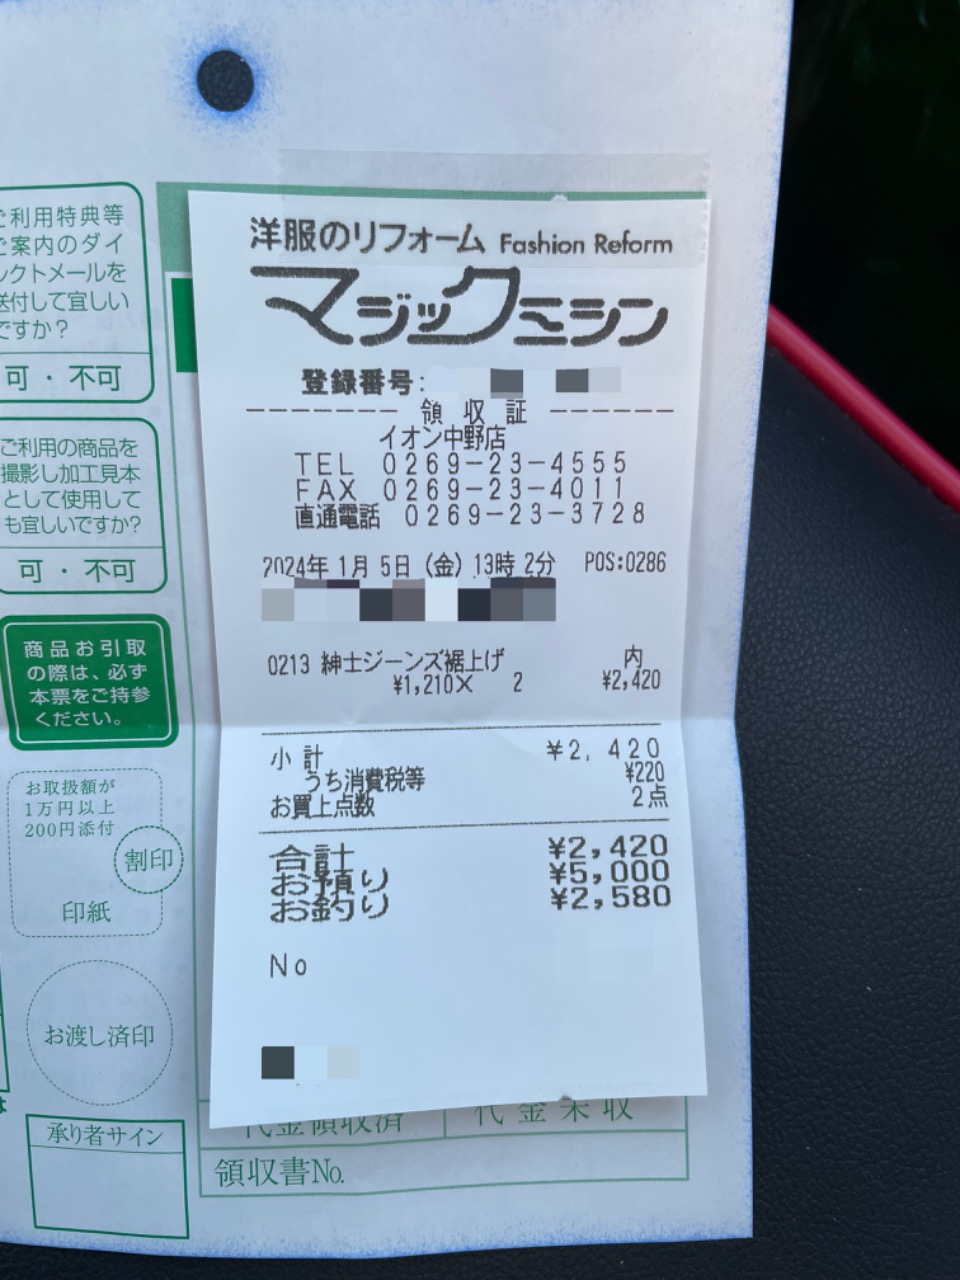 ご利用特典等
ご案内のダイ
レクトメールを
送付して宜しい
ですか?
可・不可
ご利用の商品を
撮影し加工見本
として使用して
も宜しいですか?
可・不可
商品お引取
の際は、必ず
本票をご持参
ください。
お取扱額が
1万円以上
200円添付
割印
印紙
お渡し済印
承り者サイン
洋服のリフォーム Fashion Reform
マジックミシン
登録番号:
領収証
イオン中野店
TEL 0269-23-4555
FAX 0269-23-4011
直通電話 0269-23-3728
2024年 1月 5日 (金) 13時 2分 POS:0286
0213 紳士ジーンズ裾上げ 内
¥1,210× 2 ¥2,420
小計 ¥2,420
うち消費税等 ¥220
お買上点数 2点
合計 ¥2,420
お預り ¥5,000
お釣り ¥2,580
No
代金領収済 代金未収
領収書No.